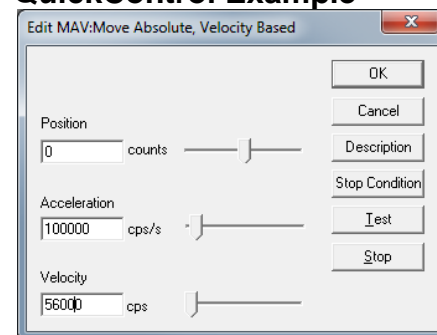 QuickControl Example
Edit MAV:Move Absolute, Velocity Based
OK
Cancel
Position
0 counts
Description
Stop Condition
Acceleration
100000 cps/s
Test
Stop
Velocity
56000 cps